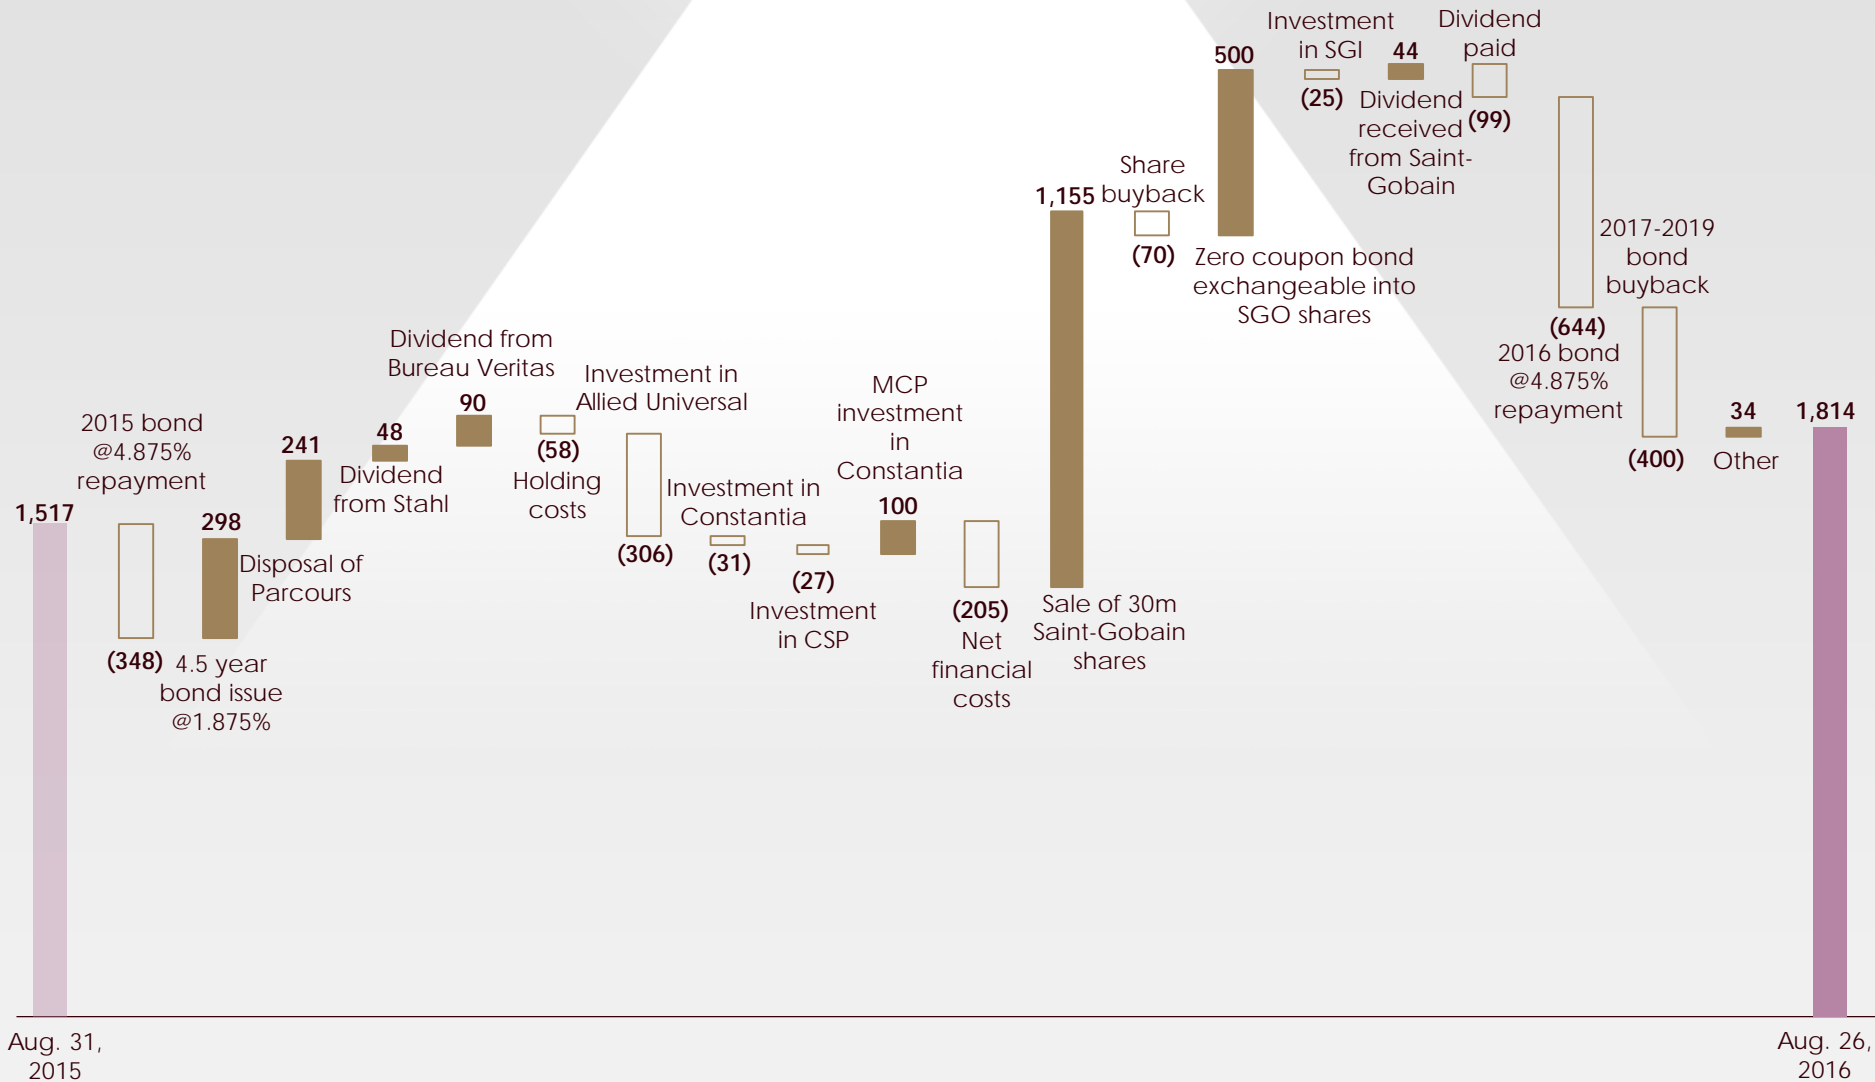 1,517
Aug. 31,
2015
2015 bond
@4.875%
repayment
(348)
298
4.5 year
bond issue
@1.875%
241
Disposal of
Parcours
48
Dividend
from Stahl
Dividend from
Bureau Veritas
90
(58)
Holding
costs
Investment in
Allied Universal
(306)
Investment in
Constantia
(31)
(27)
Investment
in CSP
MCP
investment
in
Constantia
100
(205)
Net
financial
costs
1,155
Sale of 30m
Saint-Gobain
shares
Share
buyback
(70)
500
Zero coupon bond
exchangeable into
SGO shares
Investment
in SGI
(25)
44
Dividend
received
from Saint-
Gobain
Dividend
paid
(99)
(644)
2016 bond
@4.875%
repayment
2017-2019
bond
buyback
(400)
34
Other
1,814
Aug. 26,
2016